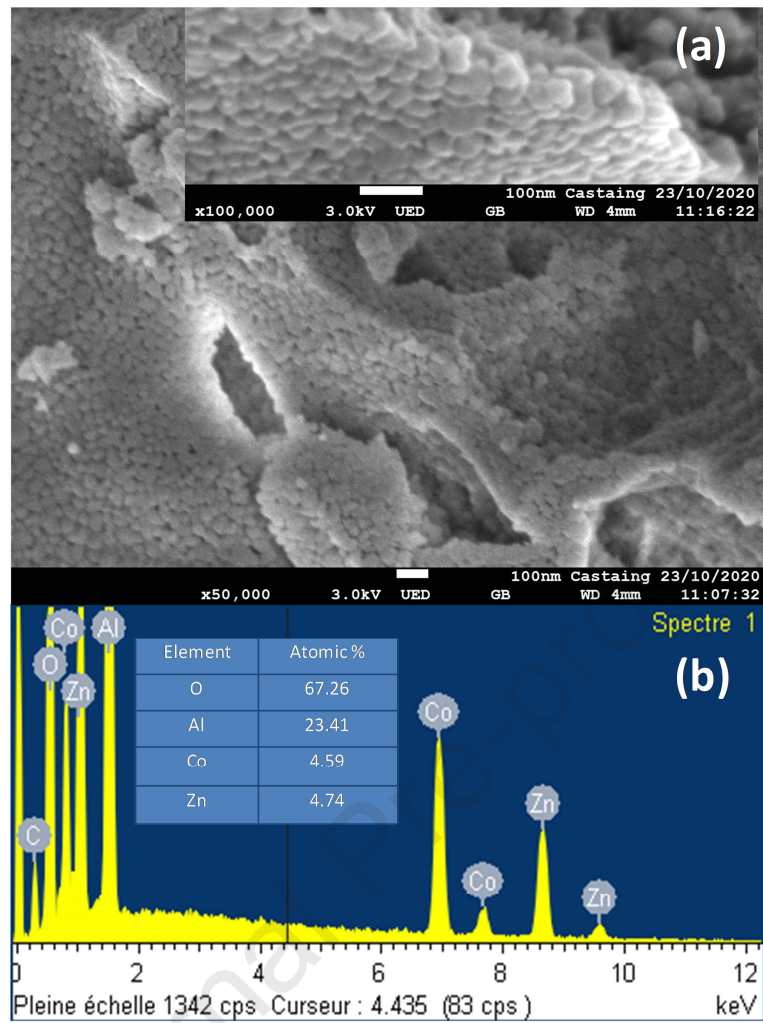 (a)
100nm Castaing 23/10/2020
x100,000 3.0kV UED GB WD 4mm 11:16:22
100nm Castaing 23/10/2020
x50,000 3.0kV UED GB WD 4mm 11:07:32
Spectre 1
(b)
Co Al
O
Zn
C
Element Atomic %
O 67.26
Al 23.41
Co 4.59
Zn 4.74
Co
Zn
Co
Zn
0 2 4 6 8 10 12
Pleine échelle 1342 cps Curseur : 4.435 (83 cps ) keV
nal Pre-pro